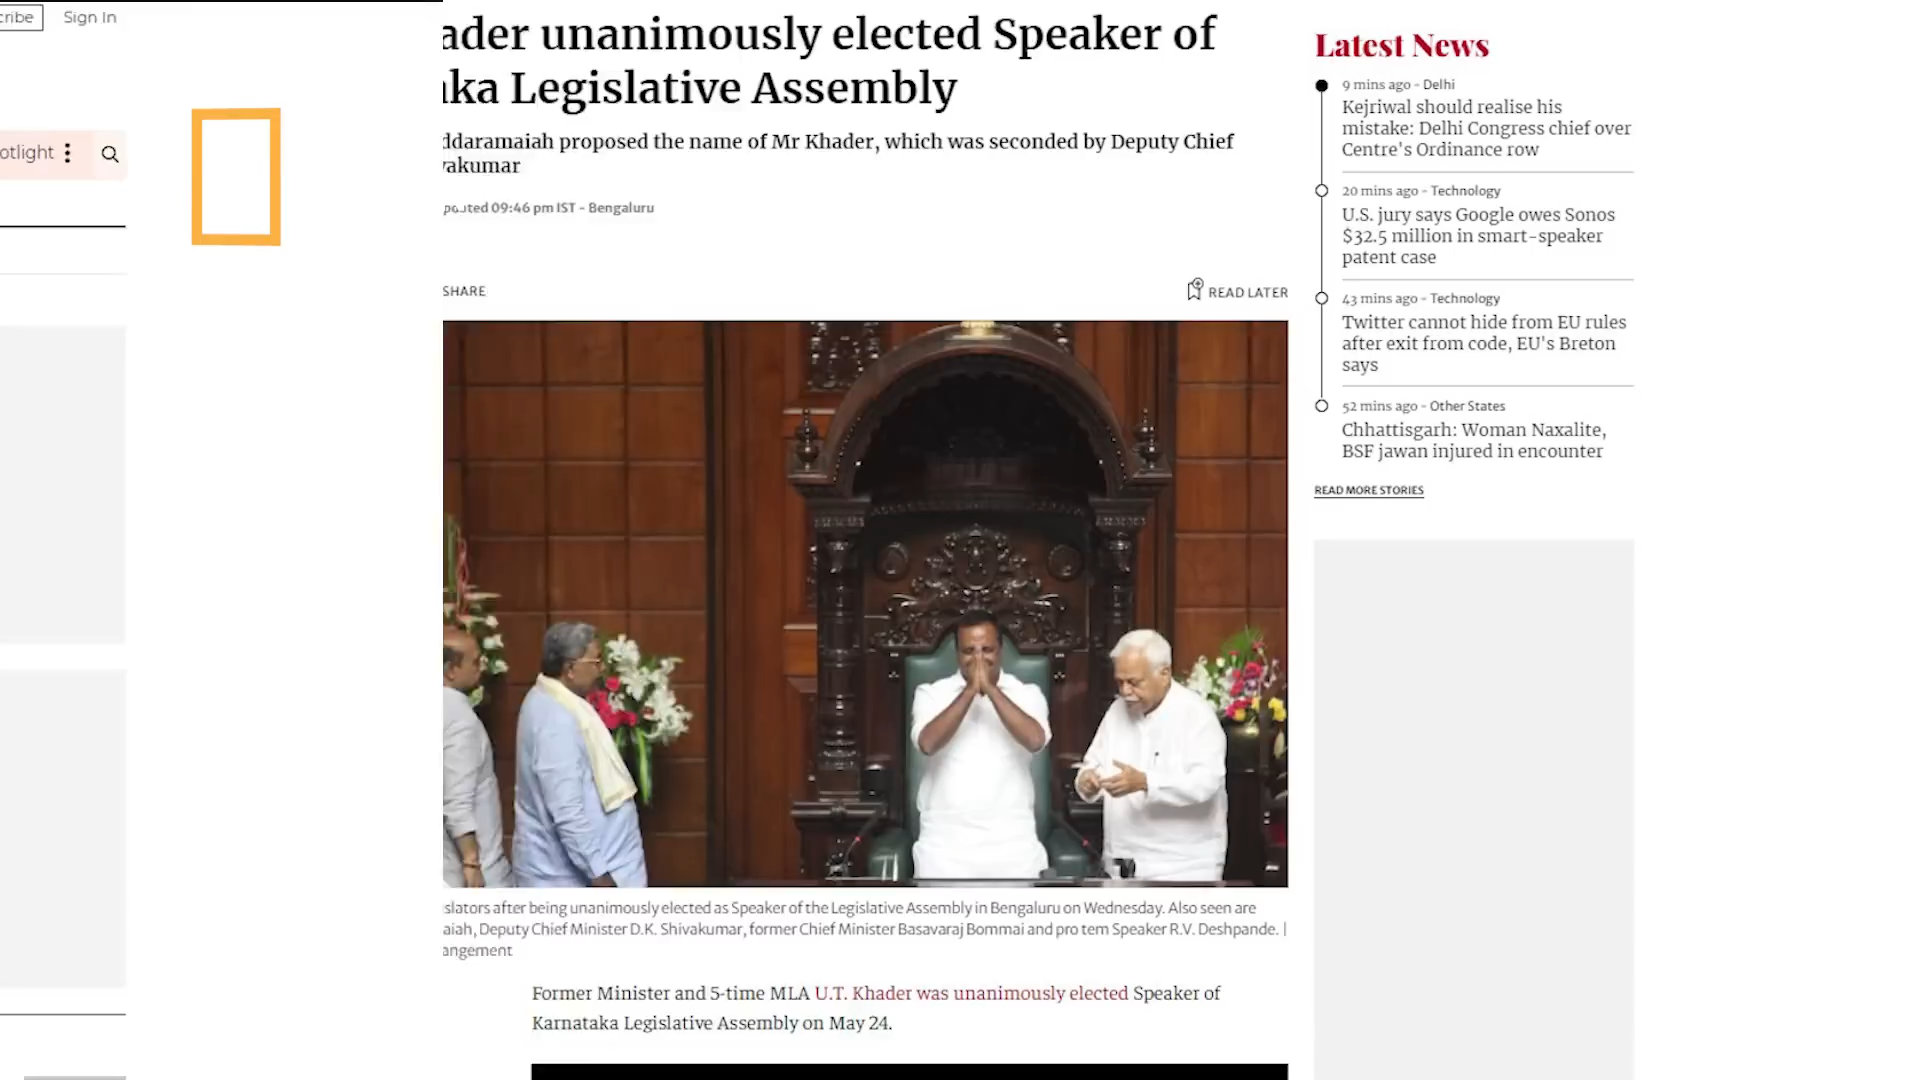 Sign In
ader unanimously elected Speaker of
ka Legislative Assembly
ddaramaiah proposed the name of Mr Khader, which was seconded by Deputy Chief
akumar
09:46 pm IST - Bengaluru
SHARE
READ LATER
slators after being unanimously elected as Speaker of the Legislative Assembly in Bengaluru on Wednesday. Also seen are
aiah, Deputy Chief Minister D.K. Shivakumar, former Chief Minister Basavaraj Bommai and pro tem Speaker R.V. Deshpande. |
angement
Former Minister and 5-time MLA U.T. Khader was unanimously elected Speaker of
Karnataka Legislative Assembly on May 24.
cribe
otlight
Latest News
9 mins ago - Delhi
Kejriwal should realise his
mistake: Delhi Congress chief over
Centre's Ordinance row
20 mins ago - Technology
U.S. jury says Google owes Sonos
$32.5 million in smart-speaker
patent case
43 mins ago - Technology
Twitter cannot hide from EU rules
after exit from code, EU's Breton
says
52 mins ago - Other States
Chhattisgarh: Woman Naxalite,
BSF jawan injured in encounter
READ MORE STORIES